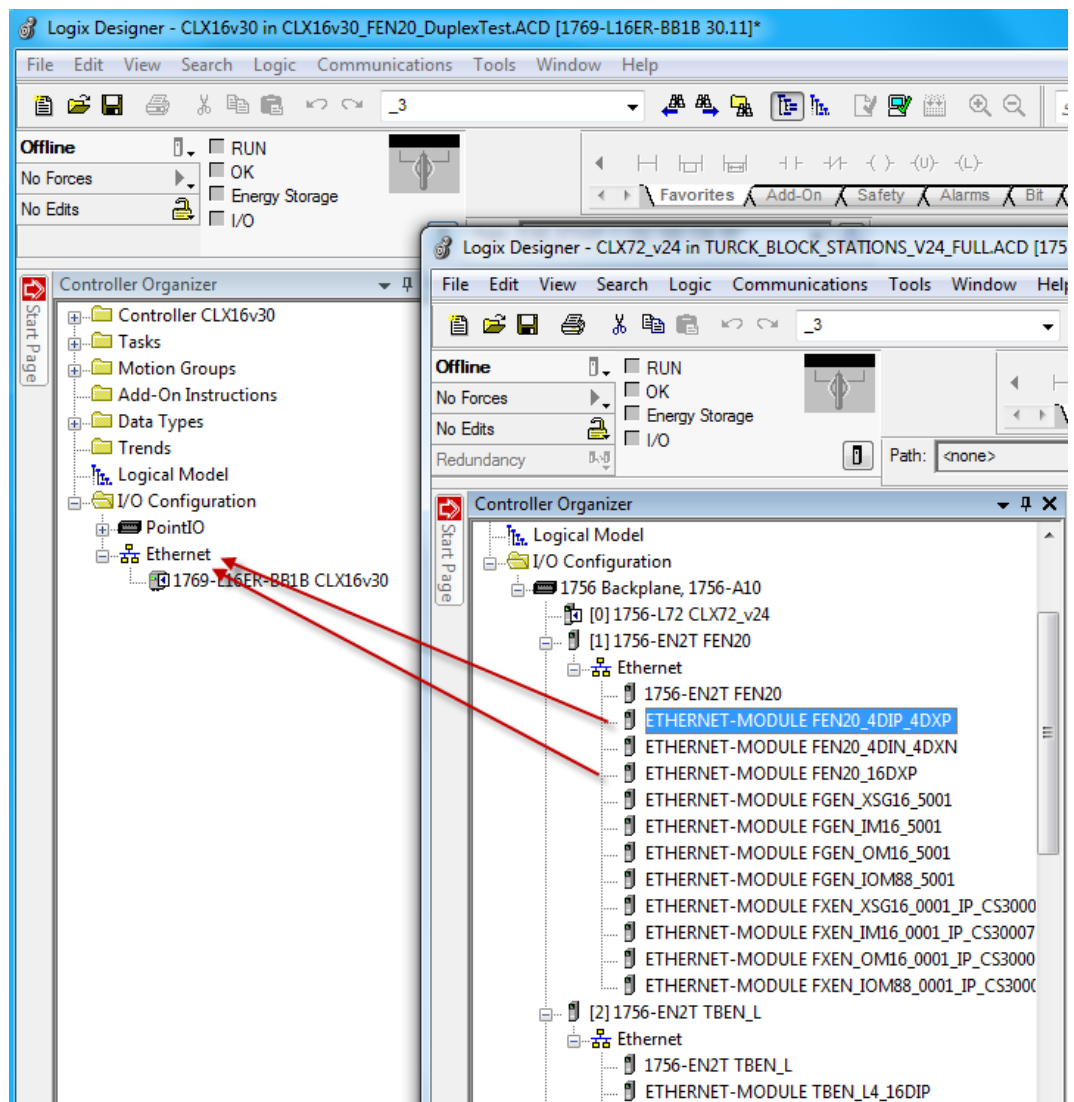 Logix Designer - CLX16v30 in CLX16v30_FEN20_DuplexTest.ACD [1769-L16ER-BB1B 30.11]*
File Edit View Search Logic Communications Tools Window Help
_3
Offline
RUN
No Forces
OK
Energy Storage
No Edits
I/O
Favorites Add-On Safety Alarms Bit
Start Page
Controller Organizer
Controller CLX16v30
Tasks
Motion Groups
Add-On Instructions
Data Types
Trends
Logical Model
I/O Configuration
PointIO
Ethernet
1769-L16ER-BB1B CLX16v30
Logix Designer - CLX72_v24 in TURCK_BLOCK_STATIONS_V24_FULL.ACD [175
File Edit View Search Logic Communications Tools Window Help
_3
Offline
RUN
No Forces
OK
Energy Storage
No Edits
I/O
Redundancy
Path: <none>
Start Page
Controller Organizer
Logical Model
I/O Configuration
1756 Backplane, 1756-A10
[0] 1756-L72 CLX72_v24
[1] 1756-EN2T FEN20
Ethernet
1756-EN2T FEN20
ETHERNET-MODULE FEN20_4DIP_4DXP
ETHERNET-MODULE FEN20_4DIN_4DXN
ETHERNET-MODULE FEN20_16DXP
ETHERNET-MODULE FGEN_XSG16_5001
ETHERNET-MODULE FGEN_IM16_5001
ETHERNET-MODULE FGEN_OM16_5001
ETHERNET-MODULE FGEN_IOM88_5001
ETHERNET-MODULE FXEN_XSG16_0001_IP_CS3000
ETHERNET-MODULE FXEN_IM16_0001_IP_CS30007
ETHERNET-MODULE FXEN_OM16_0001_IP_CS3000
ETHERNET-MODULE FXEN_IOM88_0001_IP_CS300
[2] 1756-EN2T TBEN_L
Ethernet
1756-EN2T TBEN_L
ETHERNET-MODULE TBEN_L4_16DIP